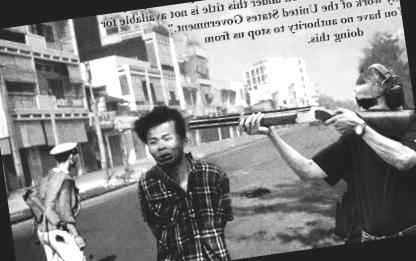 under this title is not available for
work of the United States Government."
You have no authority to stop us from
doing this.